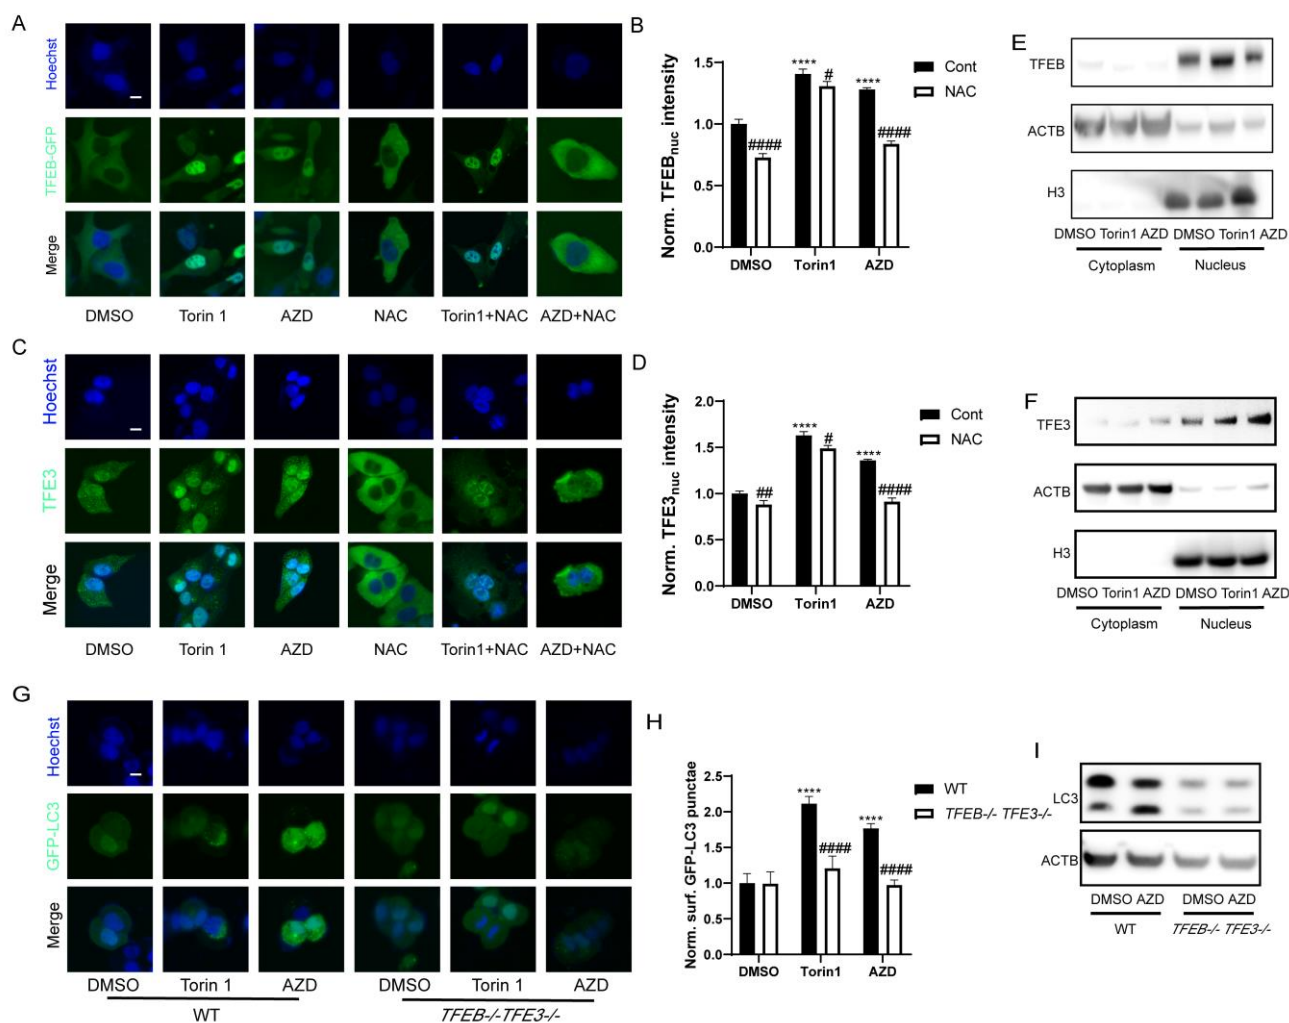 A
Hoechst
TFEB-GFP
Merge
DMSO Torin 1 AZD NAC Torin1+NAC AZD+NAC
B
Norm. TFEBnuc intensity
1.5
1.0
0.5
0.0
**** # ****
#### ####
DMSO Torin1 AZD
Cont
NAC
E
TFEB
ACTB
H3
DMSO Torin1 AZD DMSO Torin1 AZD
Cytoplasm Nucleus
C
Hoechst
TFE3
Merge
DMSO Torin 1 AZD NAC Torin1+NAC AZD+NAC
D
Norm. TFE3nuc intensity
2.0
1.5
1.0
0.5
0.0
**** # ****
## ####
DMSO Torin1 AZD
Cont
NAC
F
TFE3
ACTB
H3
DMSO Torin1 AZD DMSO Torin1 AZD
Cytoplasm Nucleus
G
Hoechst
GFP-LC3
Merge
DMSO Torin 1 AZD DMSO Torin 1 AZD
WT TFEB-/-TFE3-/-
H
Norm. surf. GFP-LC3 punctae
2.5
2.0
1.5
1.0
0.5
0.0
**** ****
#### ####
DMSO Torin1 AZD
WT
TFEB-/- TFE3-/-
I
LC3
ACTB
DMSO AZD DMSO AZD
WT TFEB-/- TFE3-/-